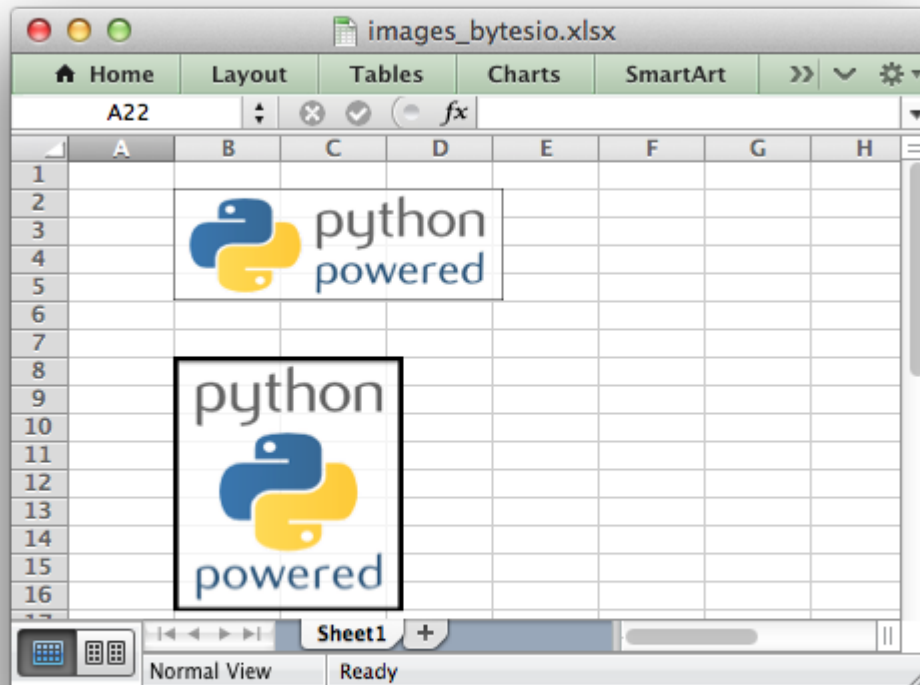 images_bytesio.xlsx
Home Layout Tables Charts SmartArt
A22 fx
A B C D E F G H
1
2
3
4
5
6
7
8
9
10
11
12
13
14
15
16
python
powered
python
powered
Sheet1
Normal View Ready